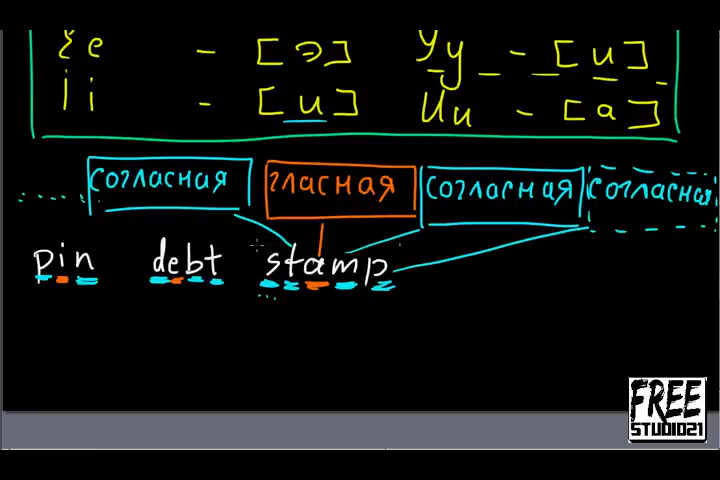 Ee - [э] Yy - [и]
Ii - [и] Uu - [а]
согласная гласная согласная согласная
pin debt stamp
FREE
STUDIO21